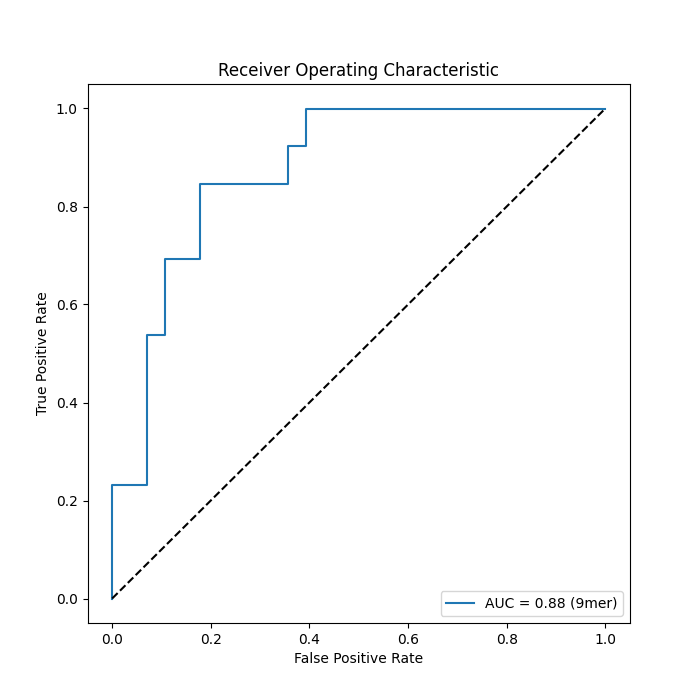 Receiver Operating Characteristic
1.0
0.8
0.6
0.4
0.2
0.0
True Positive Rate
AUC = 0.88 (9mer)
0.0 0.2 0.4 0.6 0.8 1.0
False Positive Rate